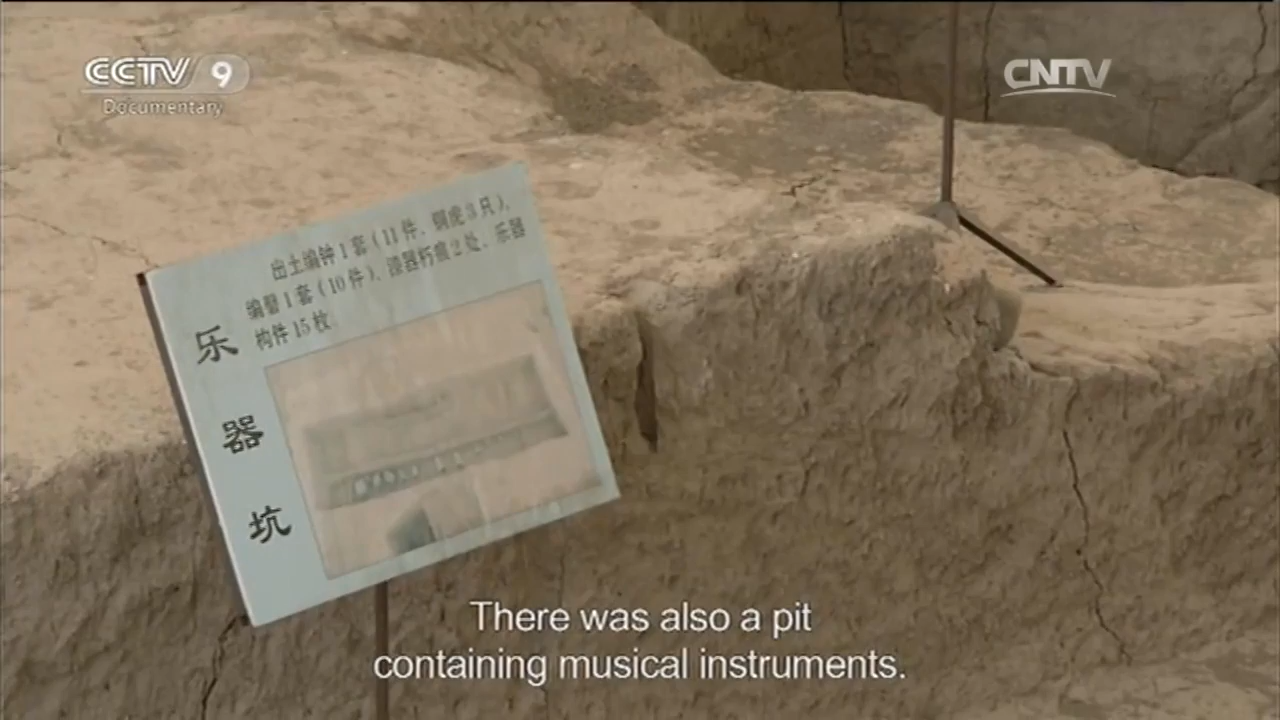 CCTV 9
Documentary
CNTV
出土编钟1套(11件、铜虎3只)、
编磬1套(10件)、漆器朽痕2处、乐器
构件15枚
乐器坑
There was also a pit
containing musical instruments.